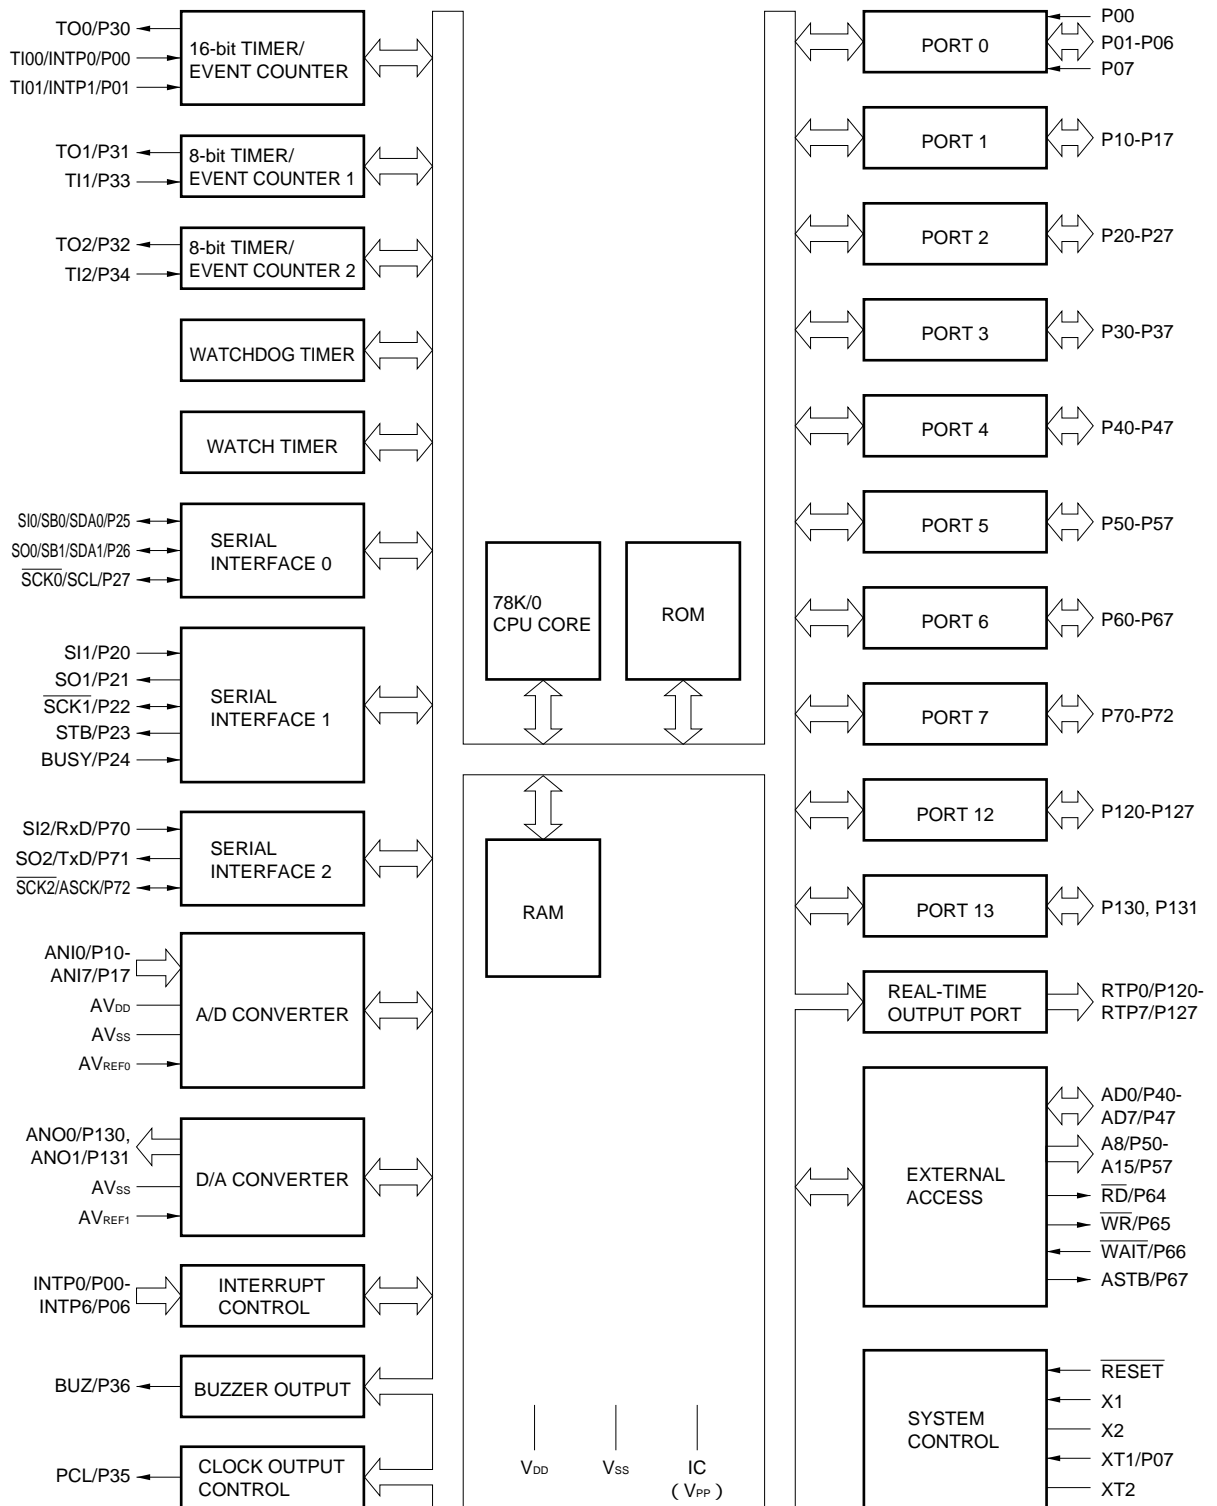 TO0/P30
TI00/INTP0/P00
TI01/INTP1/P01
16-bit TIMER/
EVENT COUNTER
TO1/P31
TI1/P33
8-bit TIMER/
EVENT COUNTER 1
TO2/P32
TI2/P34
8-bit TIMER/
EVENT COUNTER 2
WATCHDOG TIMER
WATCH TIMER
SI0/SB0/SDA0/P25
SO0/SB1/SDA1/P26
SCK0/SCL/P27
SERIAL
INTERFACE 0
SI1/P20
SO1/P21
SCK1/P22
STB/P23
BUSY/P24
SERIAL
INTERFACE 1
SI2/RxD/P70
SO2/TxD/P71
SCK2/ASCK/P72
SERIAL
INTERFACE 2
ANI0/P10-
ANI7/P17
AVDD
AVSS
AVREF0
A/D CONVERTER
ANO0/P130,
ANO1/P131
AVSS
AVREF1
D/A CONVERTER
INTP0/P00-
INTP6/P06
INTERRUPT
CONTROL
BUZ/P36
BUZZER OUTPUT
PCL/P35
CLOCK OUTPUT
CONTROL
78K/0
CPU CORE
ROM
RAM
VDD
VSS
IC
( VPP )
PORT 0
P00
P01-P06
P07
PORT 1
P10-P17
PORT 2
P20-P27
PORT 3
P30-P37
PORT 4
P40-P47
PORT 5
P50-P57
PORT 6
P60-P67
PORT 7
P70-P72
PORT 12
P120-P127
PORT 13
P130, P131
REAL-TIME
OUTPUT PORT
RTP0/P120-
RTP7/P127
EXTERNAL
ACCESS
AD0/P40-
AD7/P47
A8/P50-
A15/P57
RD/P64
WR/P65
WAIT/P66
ASTB/P67
SYSTEM
CONTROL
RESET
X1
X2
XT1/P07
XT2